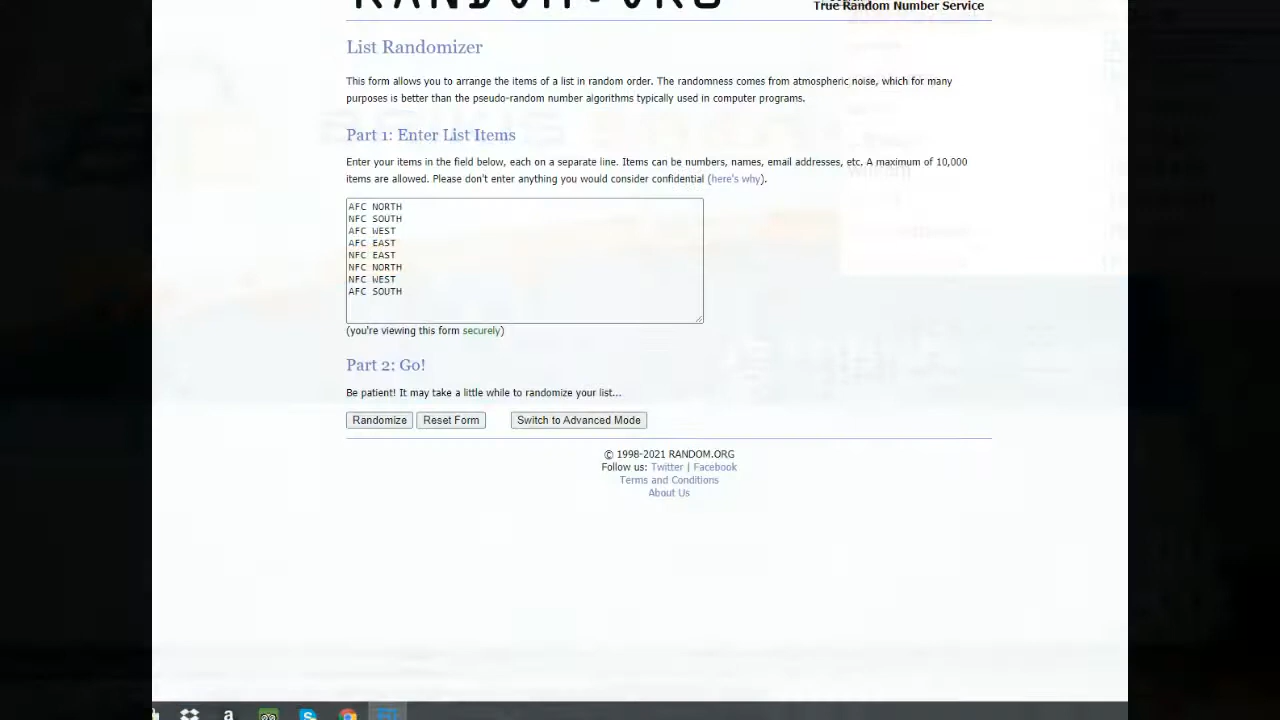 RANDOM.ORG
True Random Number Service
List Randomizer
This form allows you to arrange the items of a list in random order. The randomness comes from atmospheric noise, which for many
purposes is better than the pseudo-random number algorithms typically used in computer programs.
Part 1: Enter List Items
Enter your items in the field below, each on a separate line. Items can be numbers, names, email addresses, etc. A maximum of 10,000
items are allowed. Please don't enter anything you would consider confidential (here's why).
AFC NORTH
NFC SOUTH
AFC WEST
AFC EAST
NFC EAST
NFC NORTH
NFC WEST
AFC SOUTH
(you're viewing this form securely)
Part 2: Go!
Be patient! It may take a little while to randomize your list...
Randomize Reset Form Switch to Advanced Mode
© 1998-2021 RANDOM.ORG
Follow us: Twitter | Facebook
Terms and Conditions
About Us